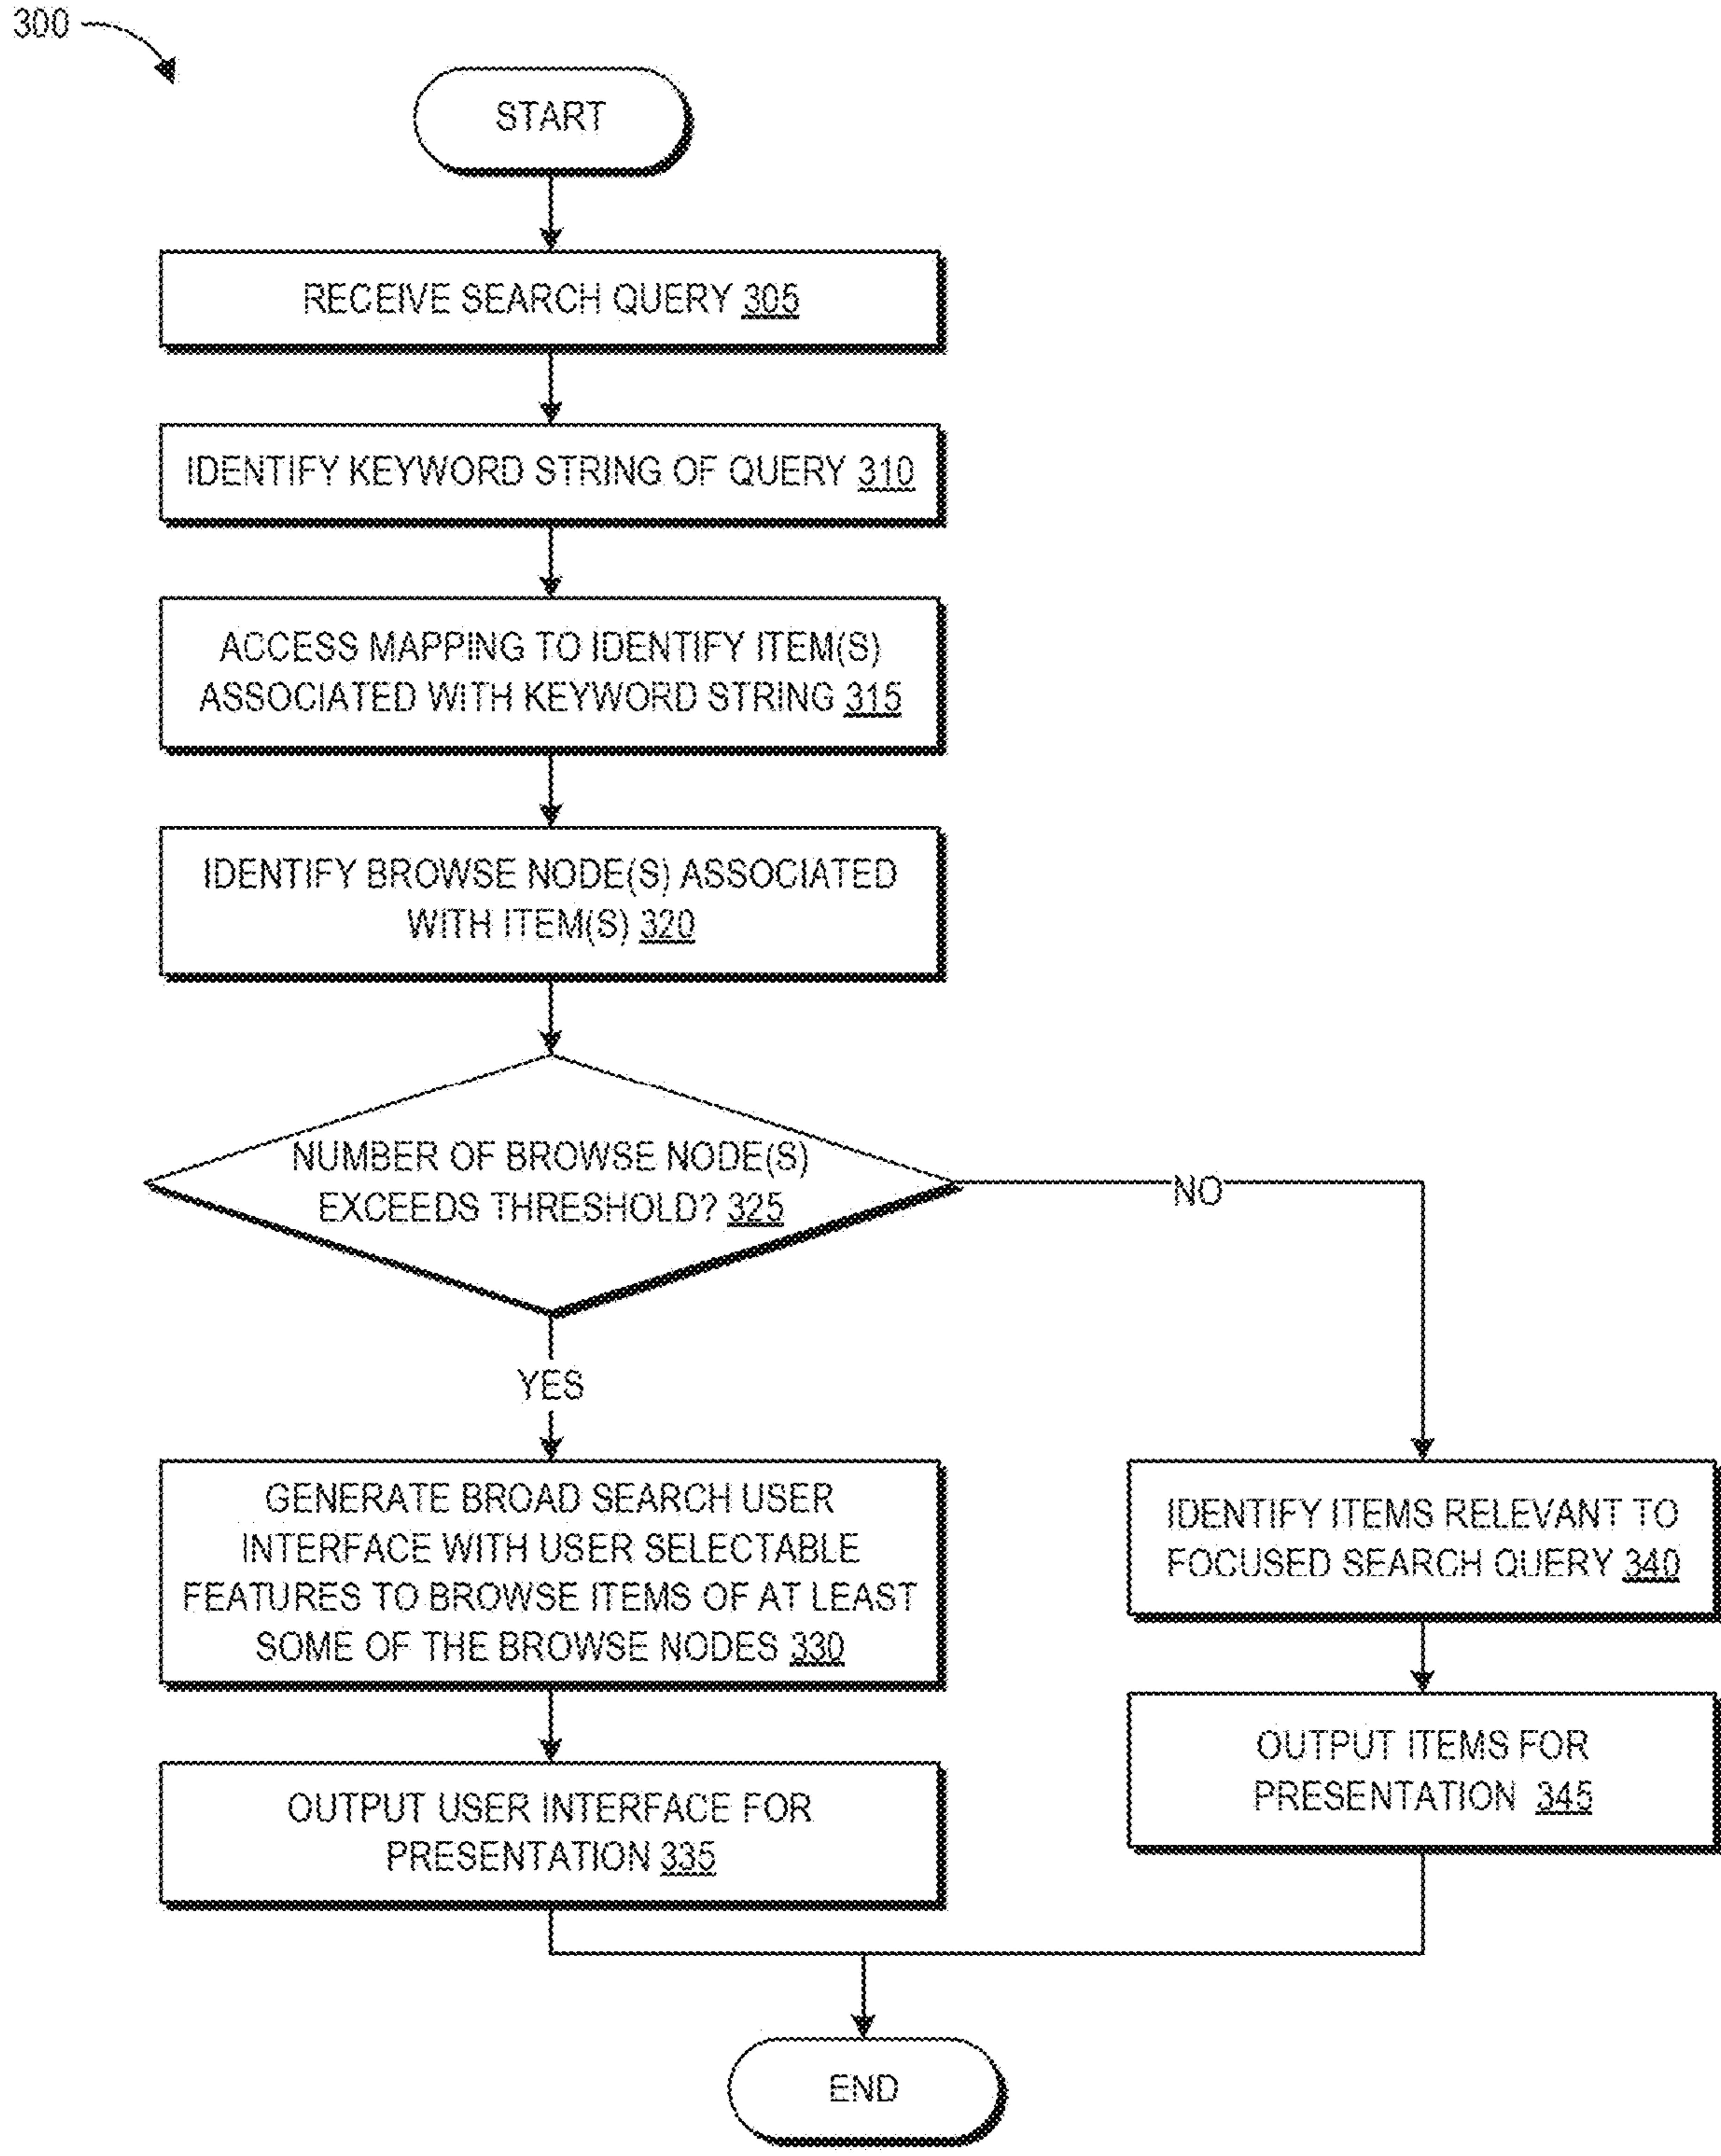 300
START
RECEIVE SEARCH QUERY 305
IDENTIFY KEYWORD STRING OF QUERY 310
ACCESS MAPPING TO IDENTIFY ITEM(S)
ASSOCIATED WITH KEYWORD STRING 315
IDENTIFY BROWSE NODE(S) ASSOCIATED
WITH ITEM(S) 320
NUMBER OF BROWSE NODE(S)
EXCEEDS THRESHOLD? 325
NO
YES
GENERATE BROAD SEARCH USER
INTERFACE WITH USER SELECTABLE
FEATURES TO BROWSE ITEMS OF AT LEAST
SOME OF THE BROWSE NODES 330
IDENTIFY ITEMS RELEVANT TO
FOCUSED SEARCH QUERY 340
OUTPUT USER INTERFACE FOR
PRESENTATION 335
OUTPUT ITEMS FOR
PRESENTATION 345
END